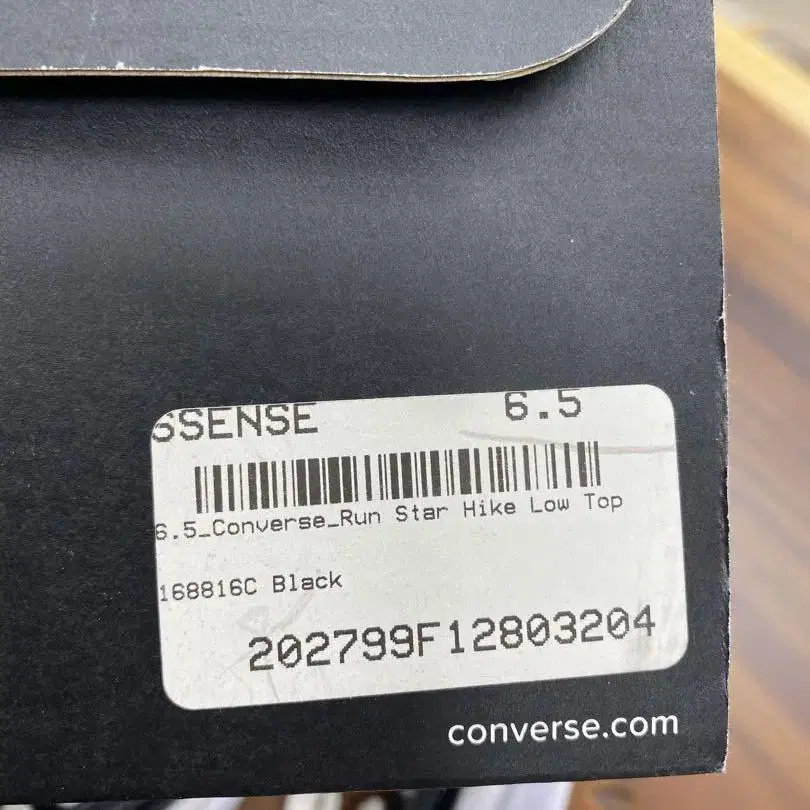 SSENSE 6.5
6.5_Converse_Run Star Hike Low Top
168816C Black
202799F12803204
converse.com